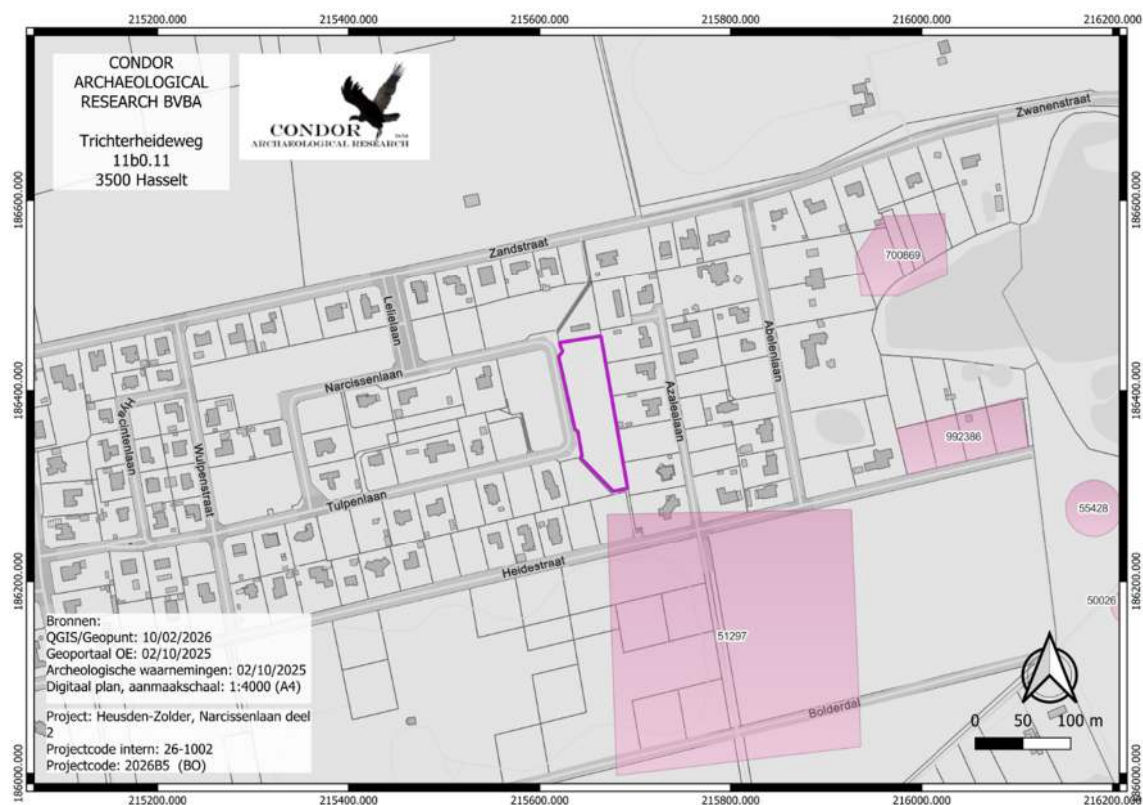 215200.000
215400.000
215600.000
215800.000
216000.000
216200.000
CONDOR
ARCHAEOLOGICAL
RESEARCH BVBA
Trichterheideweg
11b0.11
3500 Hasselt
CONDOR bvba
ARCHAEOLOGICAL RESEARCH
Zwanenstraat
186600.000
186600.000
Zandstraat
700869
Lelielaan
Abelenlaan
Narcissenlaan
Azalealaan
186400.000
186400.000
Hyacintenlaan
Wulpenstraat
992386
Tulpenlaan
55428
Heidestraat
186200.000
186200.000
50026
51297
Bronnen:
QGIS/Geopunt: 10/02/2026
Geoportaal OE: 02/10/2025
Archeologische waarnemingen: 02/10/2025
Digitaal plan, aanmaakschaal: 1:4000 (A4)
Project: Heusden-Zolder, Narcissenlaan deel
2
Projectcode intern: 26-1002
Projectcode: 2026B5 (BO)
Bolderdal
0 50 100 m
186000.000
186000.000
215200.000
215400.000
215600.000
215800.000
216000.000
216200.000